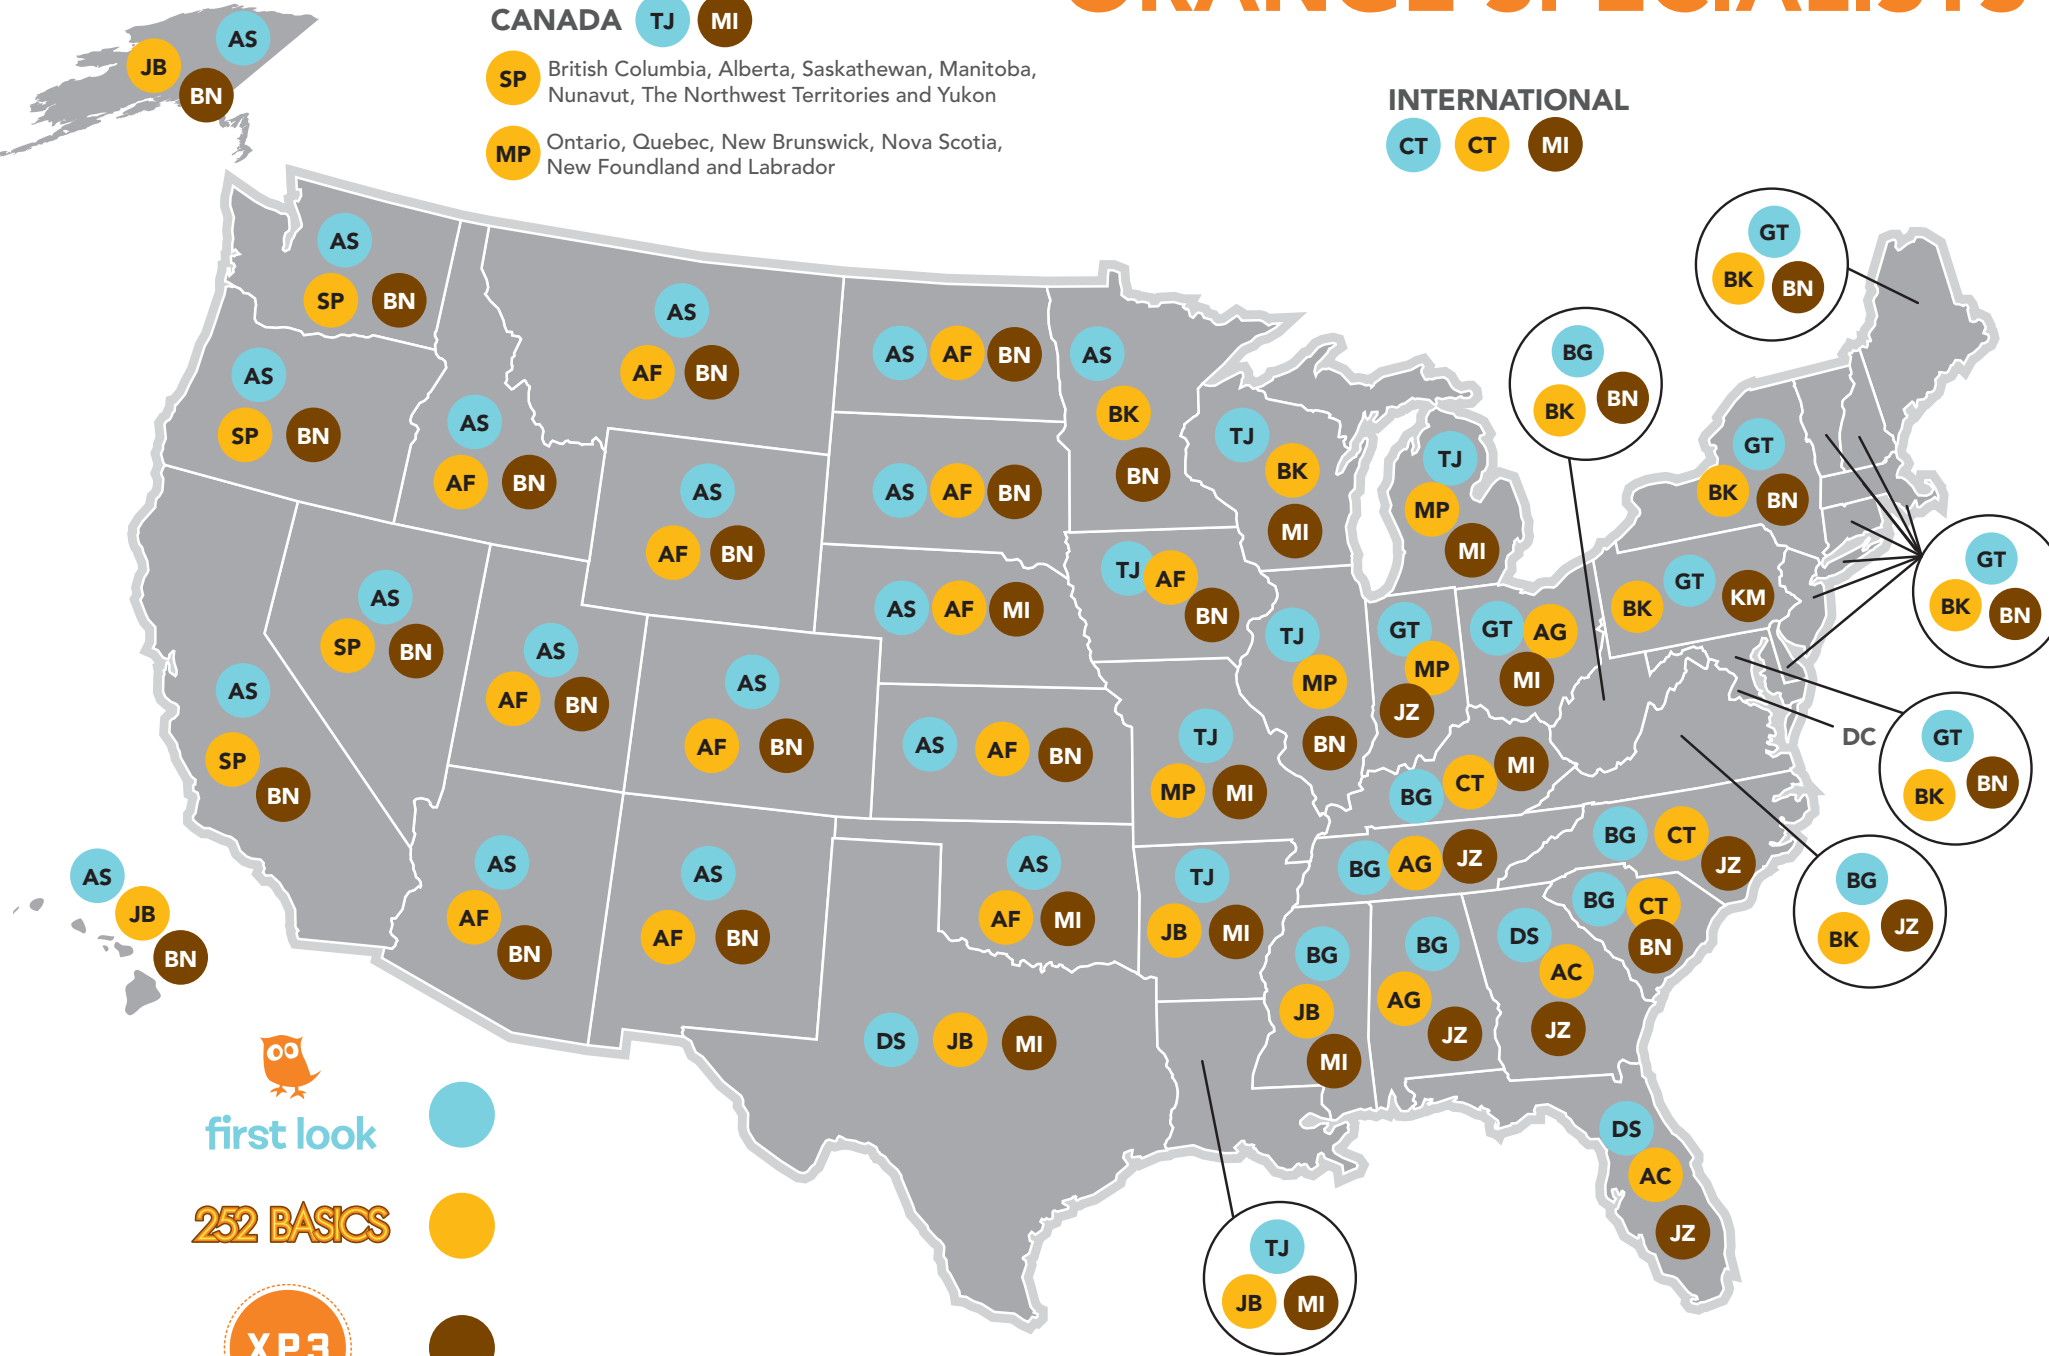 ORANGE SPECIALISTS
CANADA TJ MI
SP British Columbia, Alberta, Saskathewan, Manitoba,
Nunavut, The Northwest Territories and Yukon
MP Ontario, Quebec, New Brunswick, Nova Scotia,
New Foundland and Labrador
INTERNATIONAL
CT CT MI
AS
JB
BN
AS
SP BN
AS
SP BN
AS
AF BN
AS
AF BN
AS
AF BN
AS AF BN
AS AF BN
AS AF MI
AS
BK
BN
TJ
BK
MI
TJ
MP
MI
BG
BK BN
GT
BK BN
GT
BK BN
GT
BK BN
BK GT KM
TJ AF
BN
TJ
MP
BN
GT
MP
JZ
GT AG
MI
AS
SP BN
AS
SP
BN
AS
AF BN
AS
AF BN
AS AF BN
TJ
MP MI
BG CT MI
DC
GT
BK BN
BG
BK JZ
BG AG JZ
BG CT
JZ
BG CT
BN
AS
AF
BN
AS
AF BN
AS
AF MI
TJ
JB MI
BG
JB
MI
BG
AG
JZ
DS
AC
JZ
AS
JB
BN
DS JB MI
DS
AC
JZ
TJ
JB MI
first look
252 BASICS
XP3